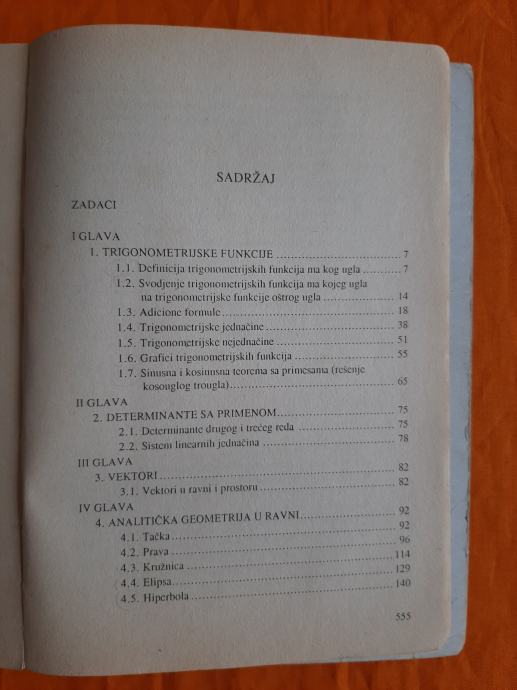 SADRŽAJ
ZADACI
I GLAVA
1. TRIGONOMETRIJSKE FUNKCIJE ........ 7
1.1. Definicija trigonometrijskih funkcija ma kog ugla ........ 7
1.2. Svodjenje trigonometrijskih funkcija ma kojeg ugla
na trigonometrijske funkcije oštrog ugla ........ 14
1.3. Adicione formule ........ 18
1.4. Trigonometrijske jednačine ........ 38
1.5. Trigonometrijske nejednačine ........ 51
1.6. Grafici trigonometrijskih funkcija ........ 55
1.7. Sinusna i kosinusna teorema sa primesama (rešenje
kosouglog trougla) ........ 65
II GLAVA
2. DETERMINANTE SA PRIMENOM ........ 75
2.1. Determinante drugog i trećeg reda ........ 75
2.2. Sistem linearnih jednačina ........ 78
III GLAVA
3. VEKTORI ........ 82
3.1. Vektori u ravni i prostoru ........ 82
IV GLAVA
4. ANALITIČKA GEOMETRIJA U RAVNI ........ 92
4.1. Tačka ........ 92
4.2. Prava ........ 96
4.3. Kružnica ........ 114
4.4. Elipsa ........ 129
4.5. Hiperbola ........ 140
555